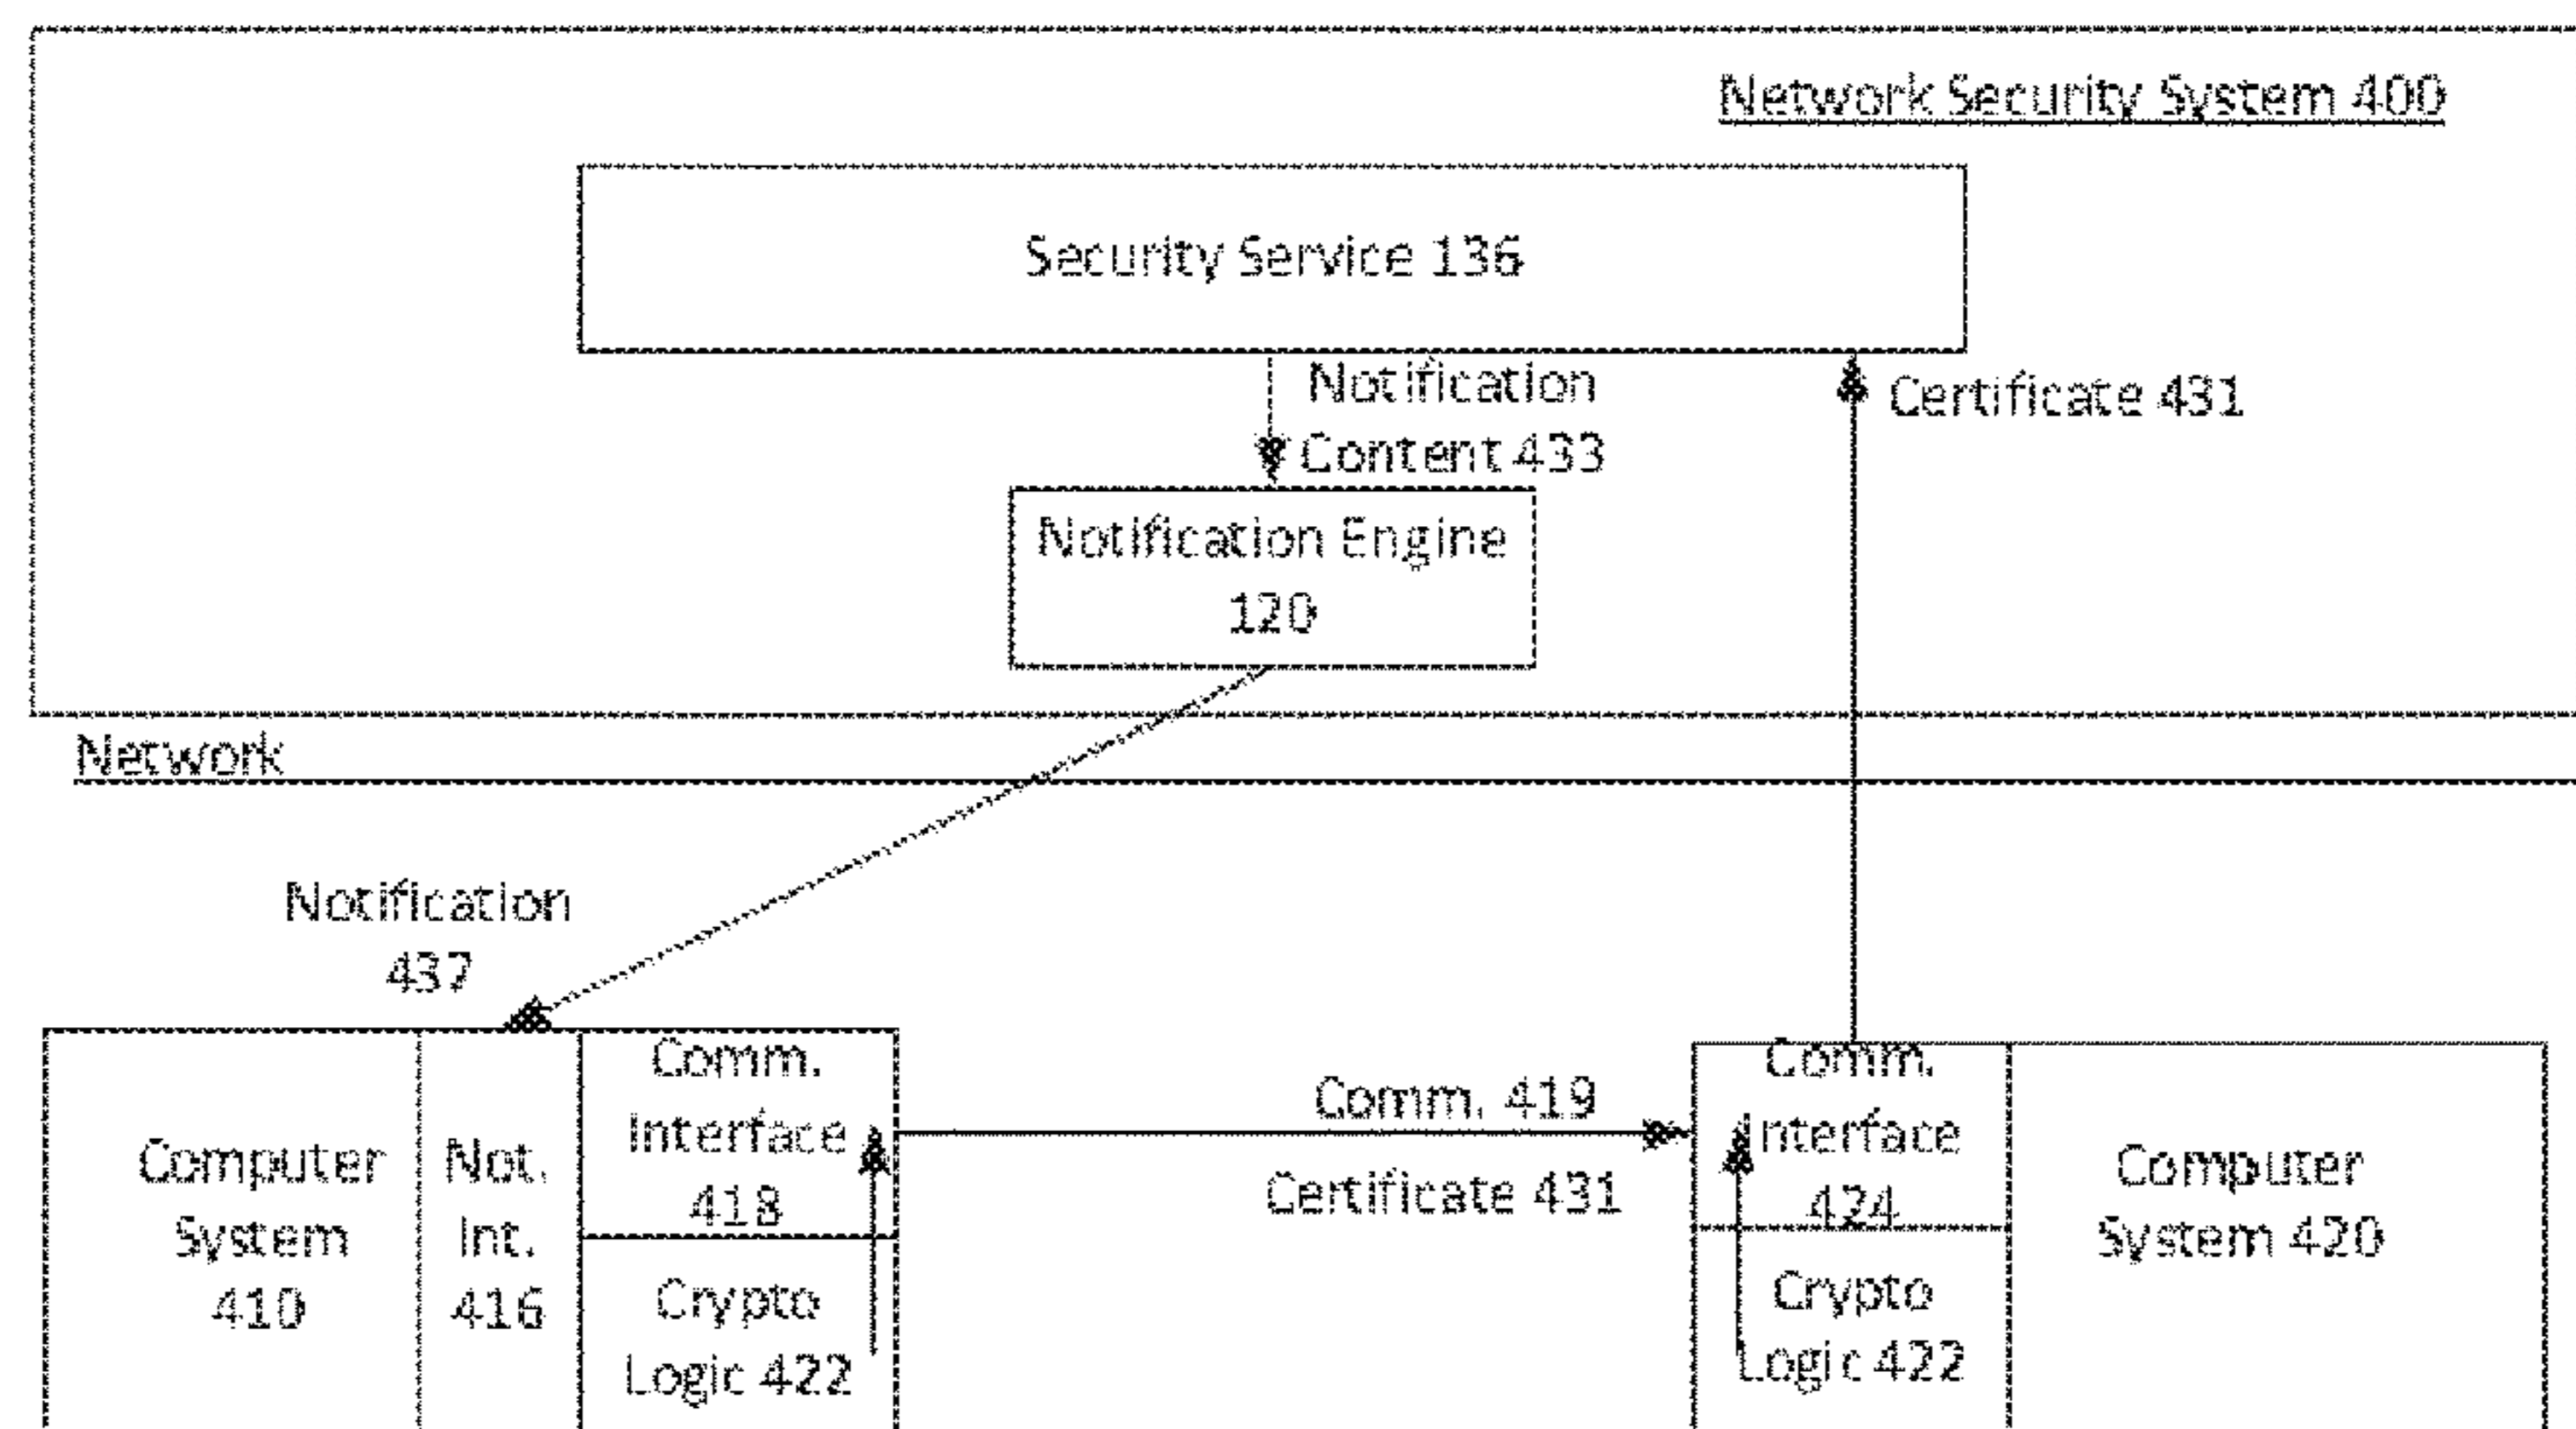 Network Security System 400
Security Service 136
Notification
Content 433
Certificate 431
Notification Engine
120
Network
Notification
437
Computer
System
410
Not.
Int.
416
Comm.
Interface
418
Crypto
Logic 422
Comm. 419
Certificate 431
Comm.
Interface
424
Crypto
Logic 422
Computer
System 420